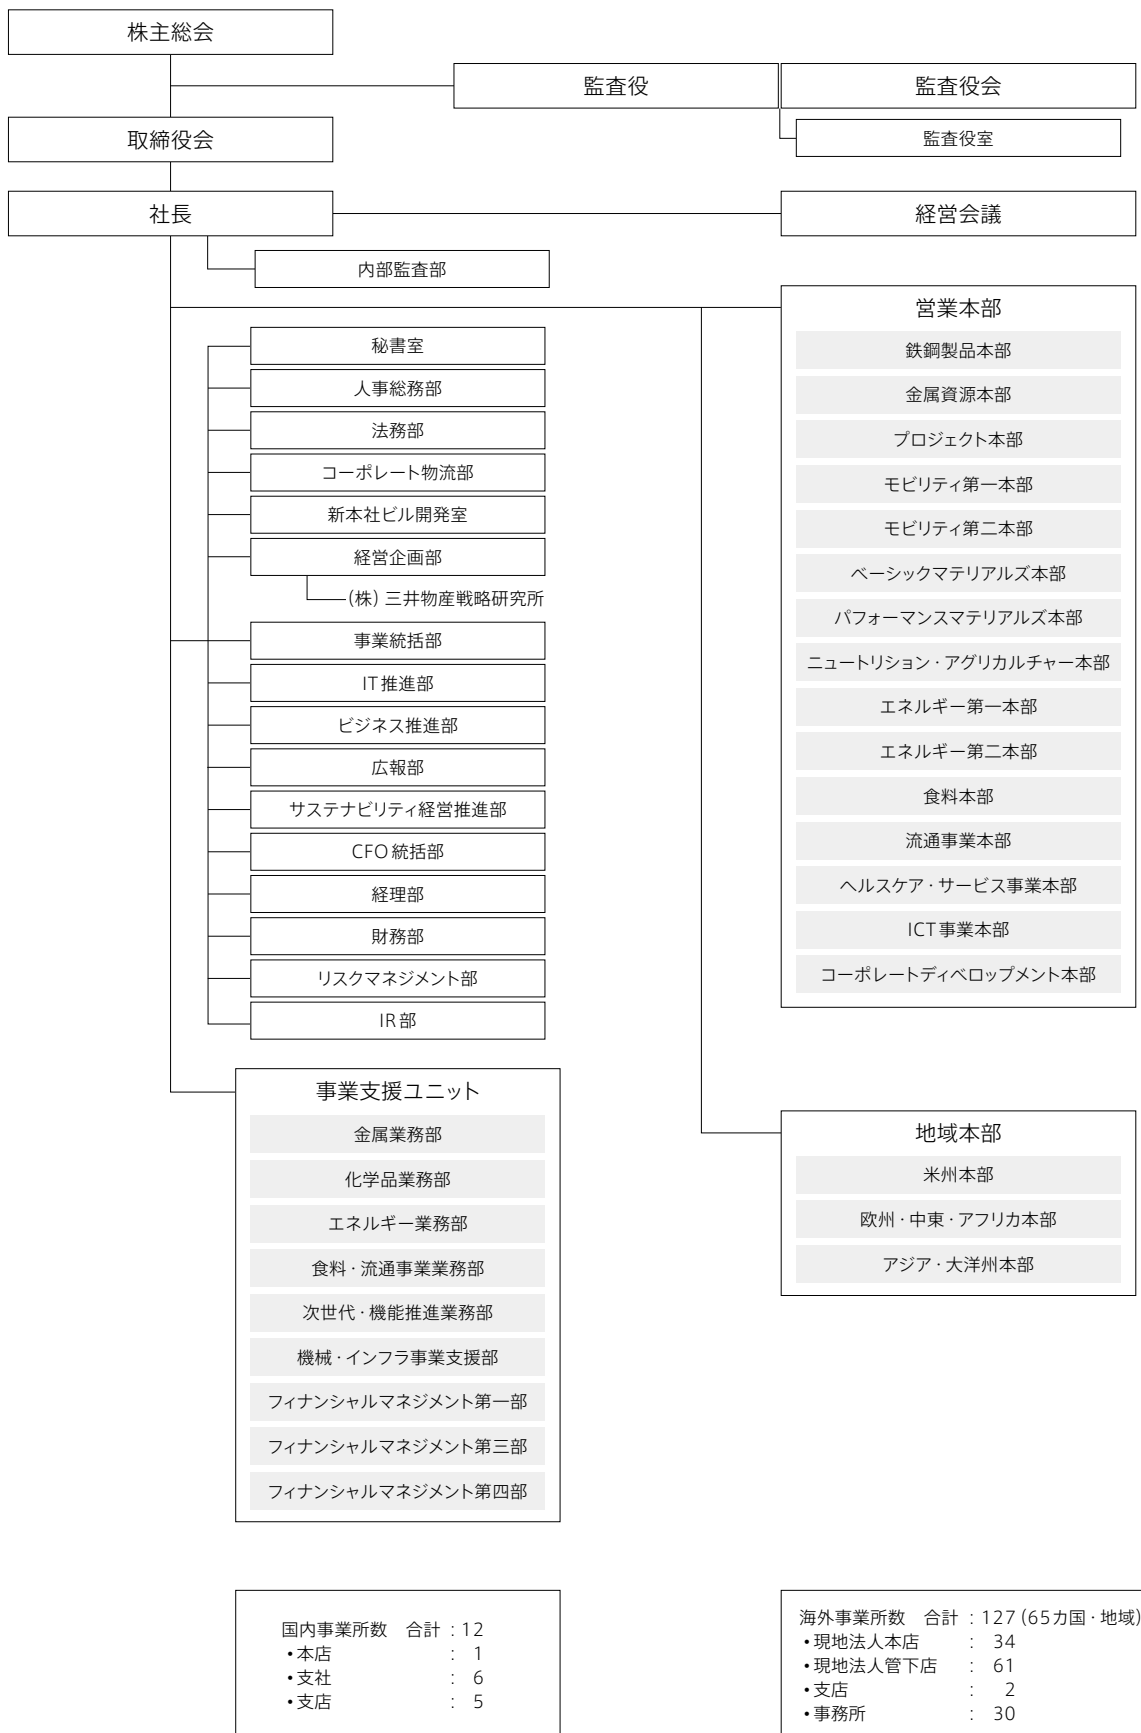 株主総会
監査役
監査役会
取締役会
監査役室
社長
経営会議
内部監査部
秘書室
人事総務部
法務部
コーポレート物流部
新本社ビル開発室
経営企画部
(株) 三井物産戦略研究所
事業統括部
IT推進部
ビジネス推進部
広報部
サステナビリティ経営推進部
CFO統括部
経理部
財務部
リスクマネジメント部
IR部
営業本部
鉄鋼製品本部
金属資源本部
プロジェクト本部
モビリティ第一本部
モビリティ第二本部
ベーシックマテリアルズ本部
パフォーマンスマテリアルズ本部
ニュートリション・アグリカルチャー本部
エネルギー第一本部
エネルギー第二本部
食料本部
流通事業本部
ヘルスケア・サービス事業本部
ICT事業本部
コーポレートディベロップメント本部
事業支援ユニット
金属業務部
化学品業務部
エネルギー業務部
食料・流通事業業務部
次世代・機能推進業務部
機械・インフラ事業支援部
フィナンシャルマネジメント第一部
フィナンシャルマネジメント第三部
フィナンシャルマネジメント第四部
地域本部
米州本部
欧州・中東・アフリカ本部
アジア・大洋州本部
国内事業所数 合計 : 12
•本店 : 1
•支社 : 6
•支店 : 5
海外事業所数 合計 : 127 (65カ国・地域)
•現地法人本店 : 34
•現地法人管下店 : 61
•支店 : 2
•事務所 : 30